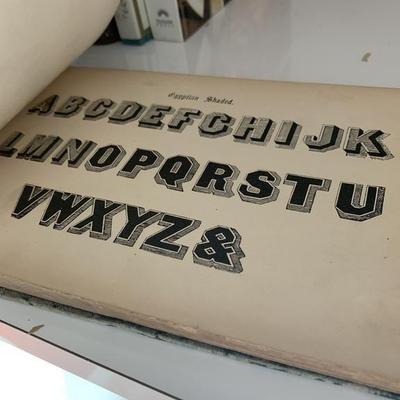 Egyptian Shaded.
ABCDEFGHIJK
LMNOPQRSTU
VWXYZ&